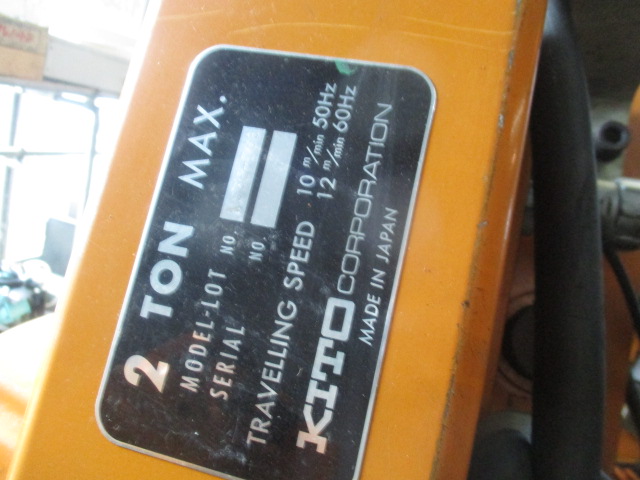 2 TON MAX.
MODEL-LOT NO.
SERIAL NO.
TRAVELLING SPEED 10 m/min 50Hz
12 m/min 60Hz
KITO CORPORATION
MADE IN JAPAN